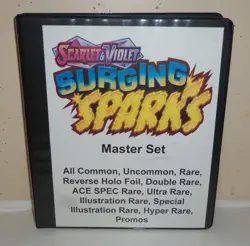 SCARLET & VIOLET
SURGING
SPARKS
Master Set
All Common, Uncommon, Rare,
Reverse Holo Foil, Double Rare,
ACE SPEC Rare, Ultra Rare,
Illustration Rare, Special
Illustration Rare, Hyper Rare,
Promos